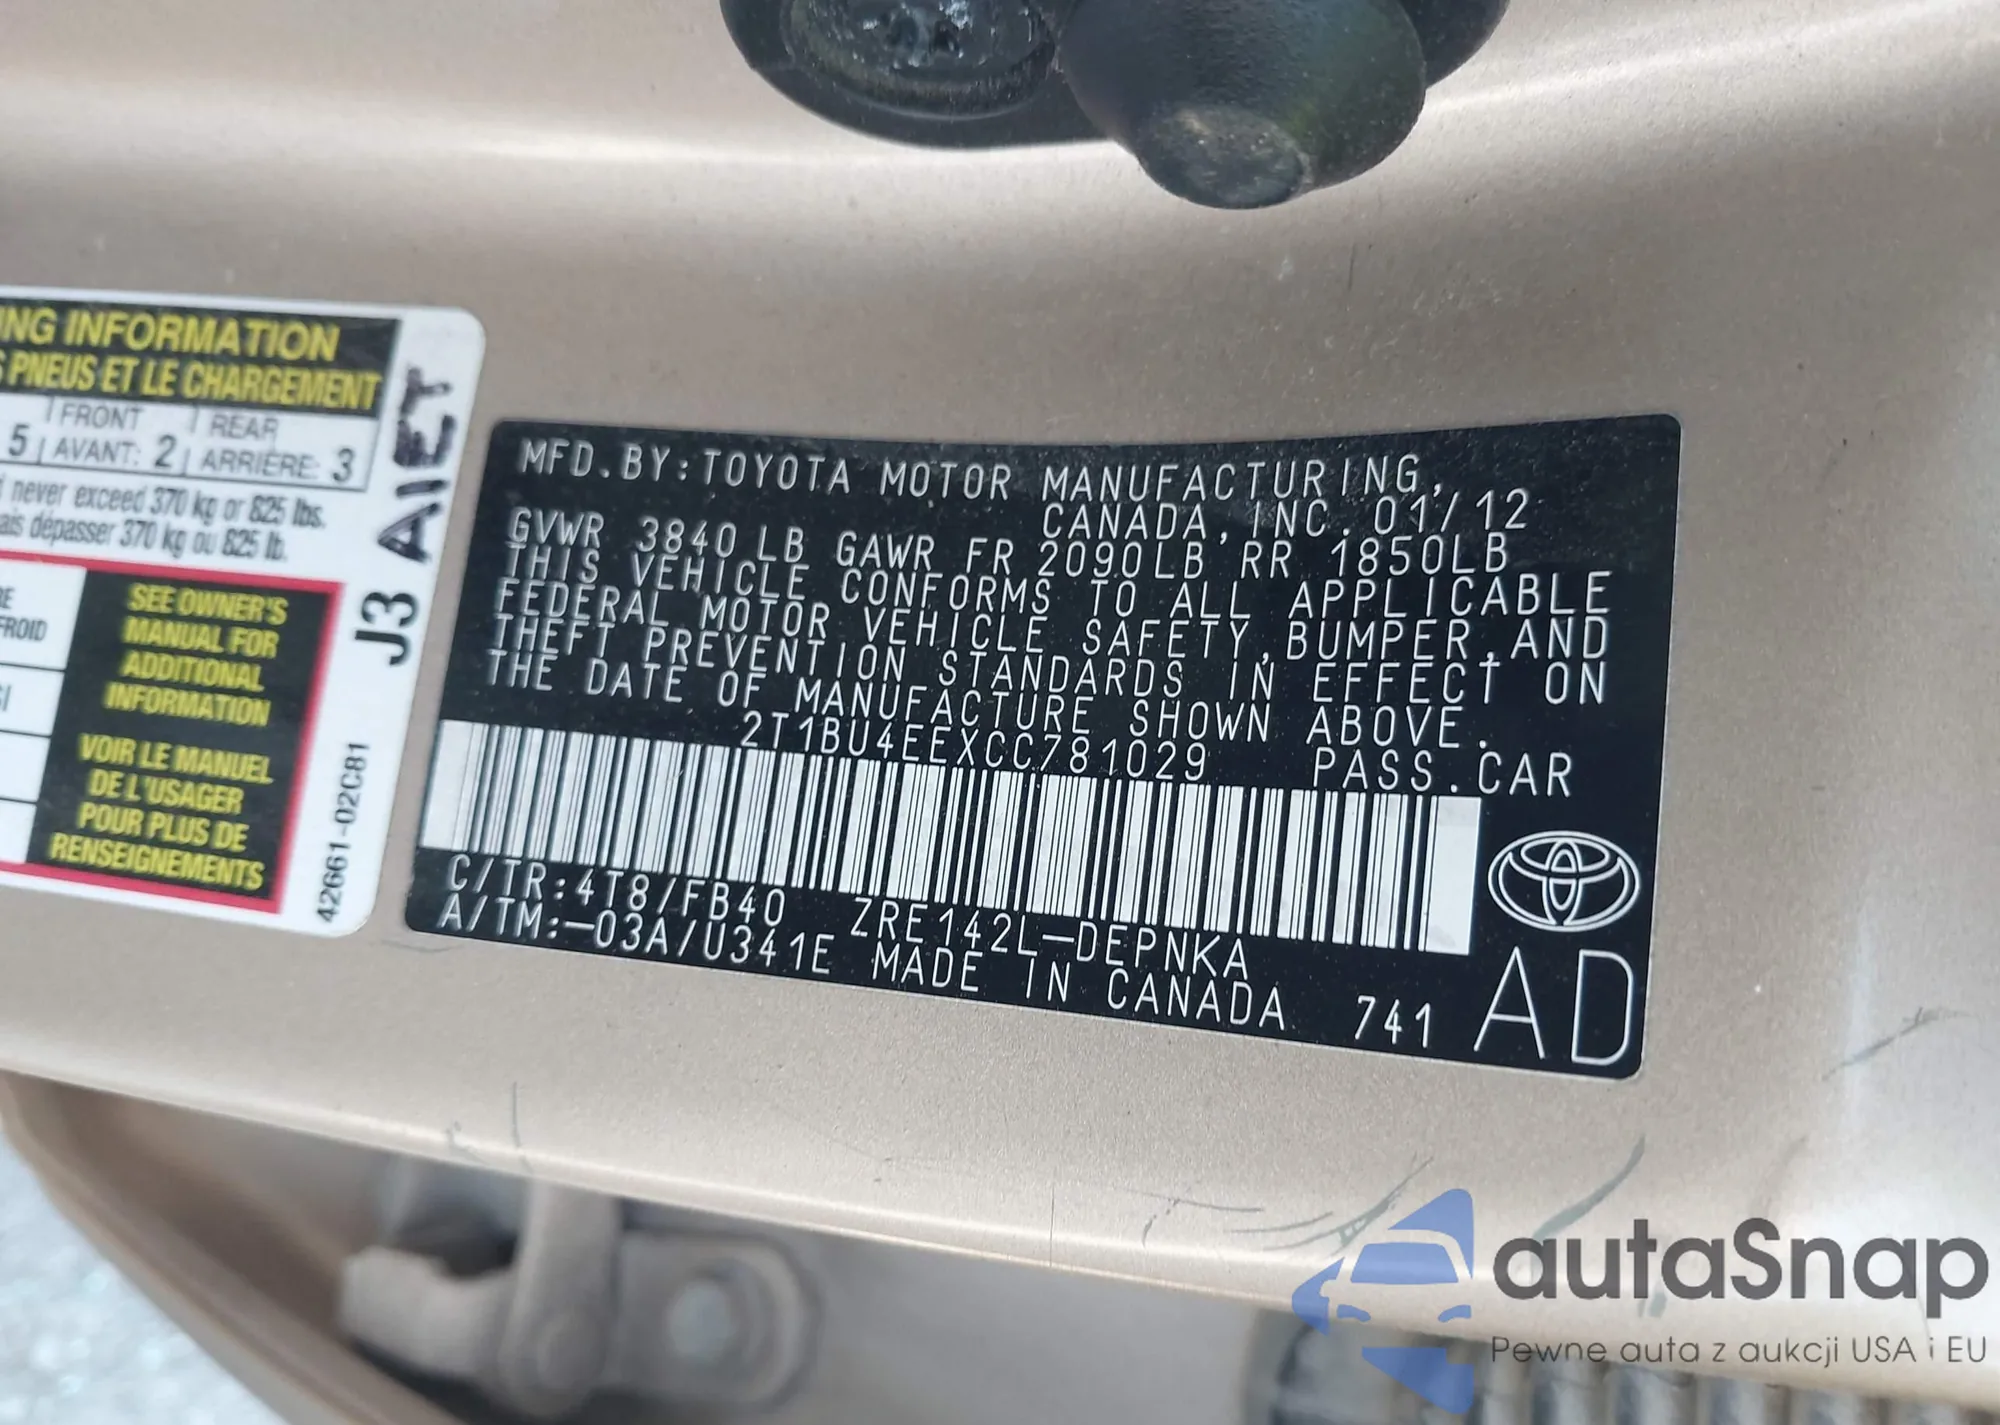 ING INFORMATION
S PNEUS ET LE CHARGEMENT
FRONT REAR
5 AVANT: 2 ARRIÈRE: 3
never exceed 370 kg or 825 lbs.
ais dépasser 370 kg ou 825 lb.
FROID
SEE OWNER'S
MANUAL FOR
ADDITIONAL
INFORMATION
VOIR LE MANUEL
DE L'USAGER
POUR PLUS DE
RENSEIGNEMENTS
J3 AIET
42661-02C81
MFD.BY:TOYOTA MOTOR MANUFACTURING,
CANADA,INC.01/12
GVWR 3840LB GAWR FR 2090LB RR 1850LB
THIS VEHICLE CONFORMS TO ALL APPLICABLE
FEDERAL MOTOR VEHICLE SAFETY,BUMPER,AND
THEFT PREVENTION STANDARDS IN EFFECT ON
THE DATE OF MANUFACTURE SHOWN ABOVE.
2T1BU4EEXCC781029 PASS.CAR
C/TR:4T8/FB40 ZRE142L-DEPNKA
A/TM:-03A/U341E MADE IN CANADA 741
AD
autaSnap
Pewne auta z aukcji USA i EU